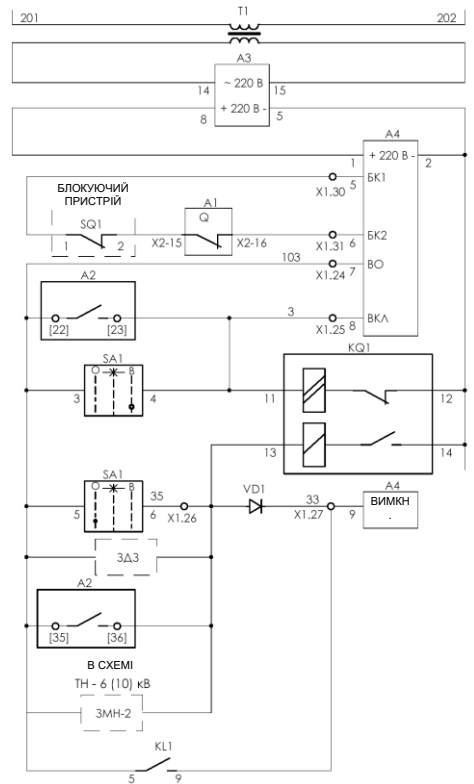 201 T1 202
A3
14 ~ 220 В 15
8 + 220 В - 5
A4
1 + 220 В - 2
X1.30 5 БК1
БЛОКУЮЧИЙ
ПРИСТРІЙ
SQ1
1 2
A1
Q
X2-15 X2-16
X1.31 6 БК2
103 X1.24 7 ВО
A2
[22] [23]
3 X1.25 8 ВКЛ
SA1
О В
3 4
KQ1
11 12
13 14
SA1
О В
5 6
35
X1.26
VD1
33
X1.27
A4
9 ВИМКН
.
ЗДЗ
A2
[35] [36]
В СХЕМІ
ТН - 6 (10) кВ
ЗМН-2
KL1
5 9